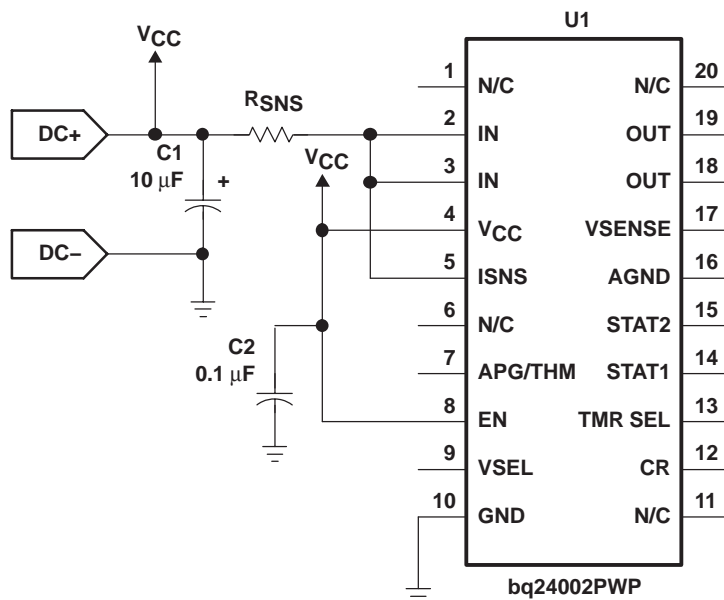 U1
VCC
DC+
C1
10 µF
+
RSNS
VCC
DC−
C2
0.1 µF
1 N/C N/C 20
2 IN OUT 19
3 IN OUT 18
4 VCC VSENSE 17
5 ISNS AGND 16
6 N/C STAT2 15
7 APG/THM STAT1 14
8 EN TMR SEL 13
9 VSEL CR 12
10 GND N/C 11
bq24002PWP